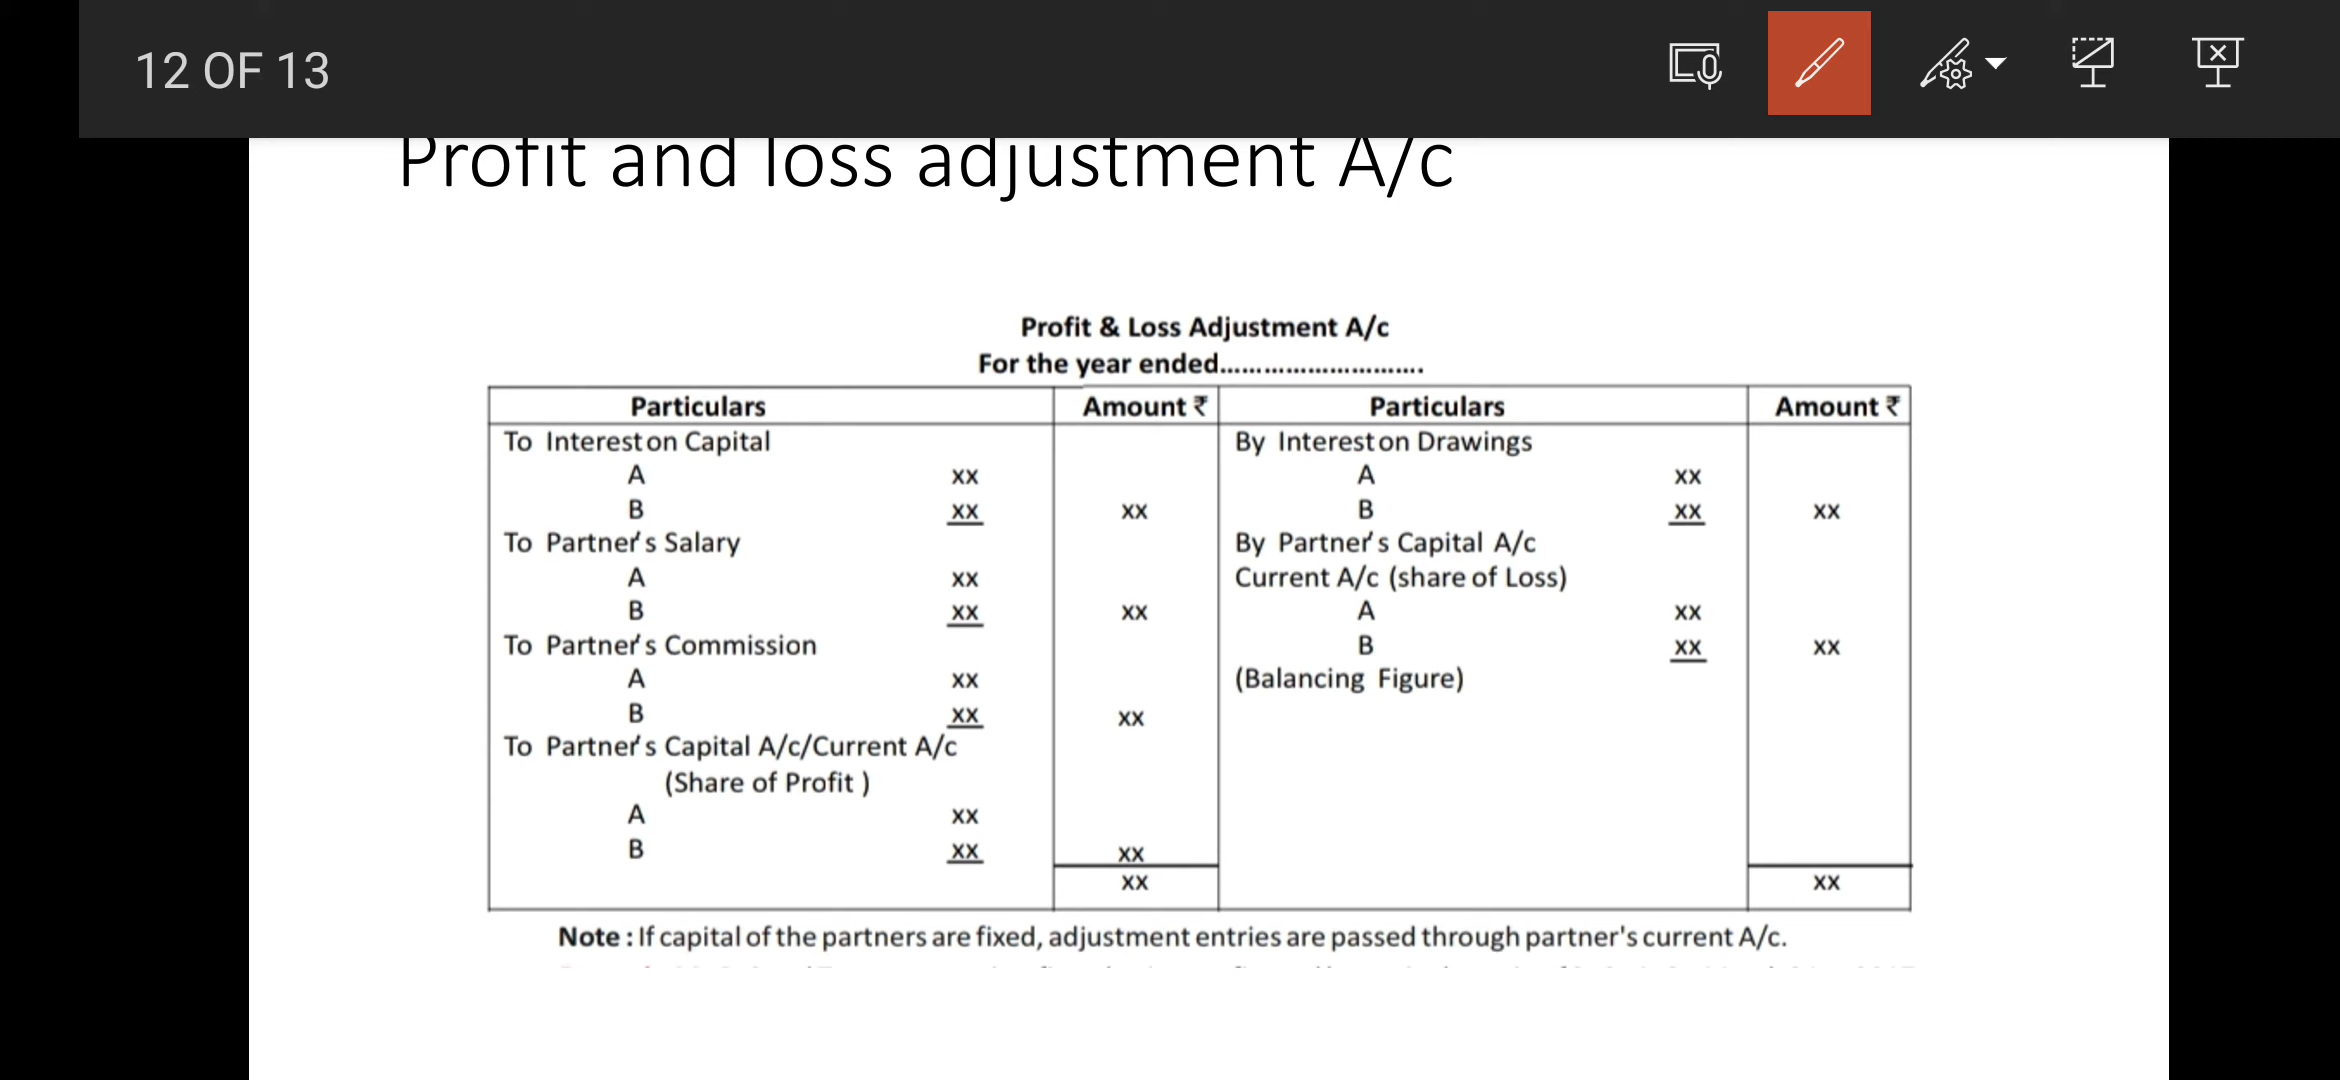 12 OF 13
Profit and loss adjustment A/c
Profit & Loss Adjustment A/c
For the year ended............................
Particulars Amount ₹ Particulars Amount ₹
To Interest on Capital By Interest on Drawings
A xx A xx
B xx xx B xx xx
To Partner's Salary By Partner's Capital A/c
A xx Current A/c (share of Loss)
B xx xx A xx
To Partner's Commission B xx xx
A xx (Balancing Figure)
B xx xx
To Partner's Capital A/c/Current A/c
(Share of Profit )
A xx
B xx xx
xx xx
Note : If capital of the partners are fixed, adjustment entries are passed through partner's current A/c.